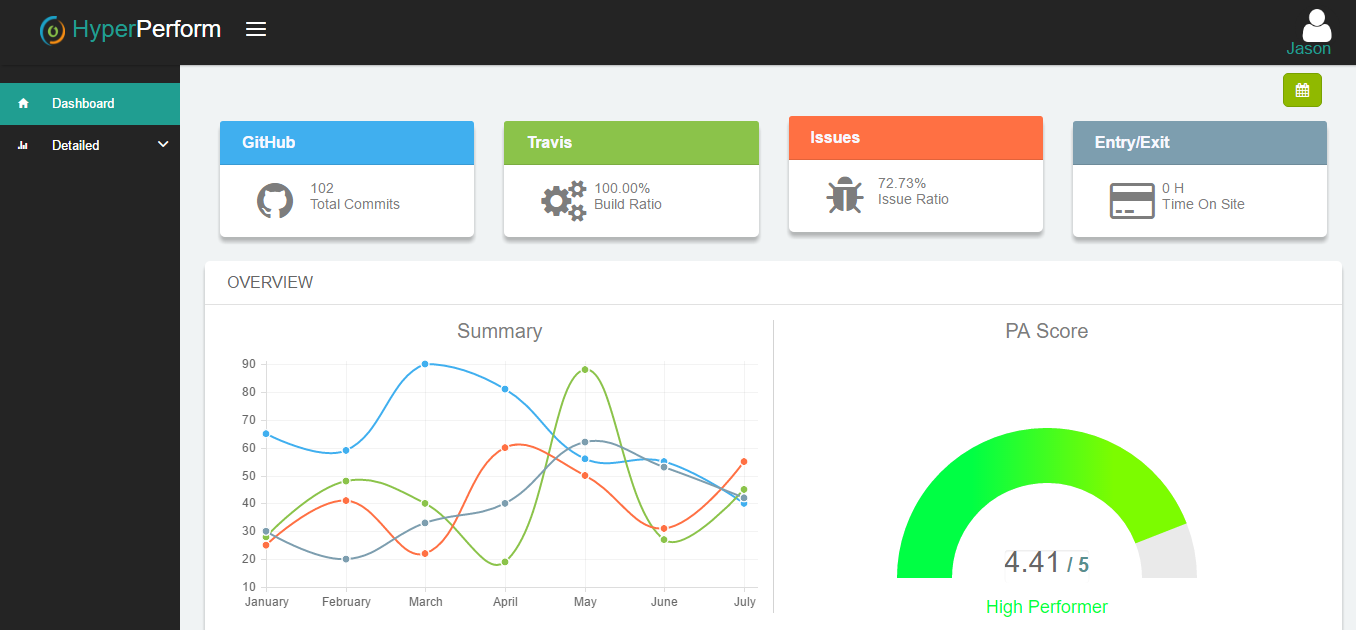 HyperPerform
Jason
Dashboard
Detailed
GitHub
102
Total Commits
Travis
100.00%
Build Ratio
Issues
72.73%
Issue Ratio
Entry/Exit
0 H
Time On Site
OVERVIEW
Summary
90
80
70
60
50
40
30
20
10
January February March April May June July
PA Score
4.41 / 5
High Performer